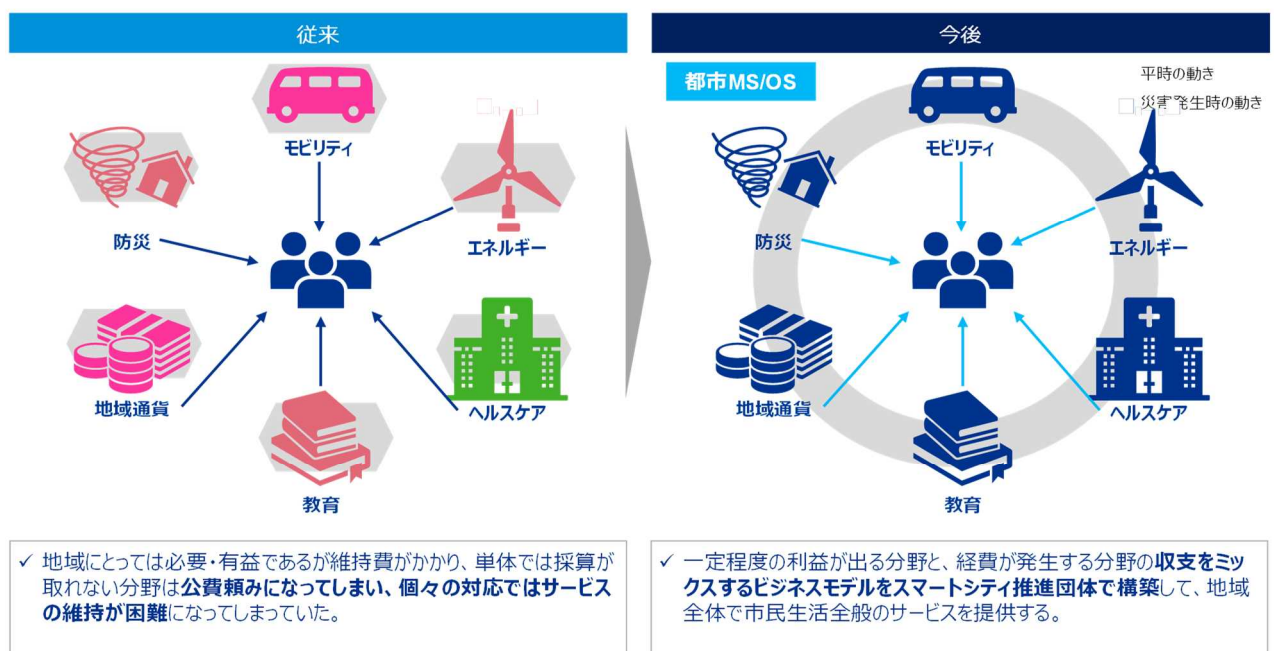 従来
モビリティ
防災
エネルギー
地域通貨
ヘルスケア
教育
✓ 地域にとっては必要・有益であるが維持費がかかり、単体では採算が
取れない分野は公費頼みになってしまい、個々の対応ではサービス
の維持が困難になってしまっていた。
今後
都市MS/OS
平時の動き
災害発生時の動き
モビリティ
防災
エネルギー
地域通貨
ヘルスケア
教育
✓ 一定程度の利益が出る分野と、経費が発生する分野の収支をミッ
クスするビジネスモデルをスマートシティ推進団体で構築して、地域
全体で市民生活全般のサービスを提供する。